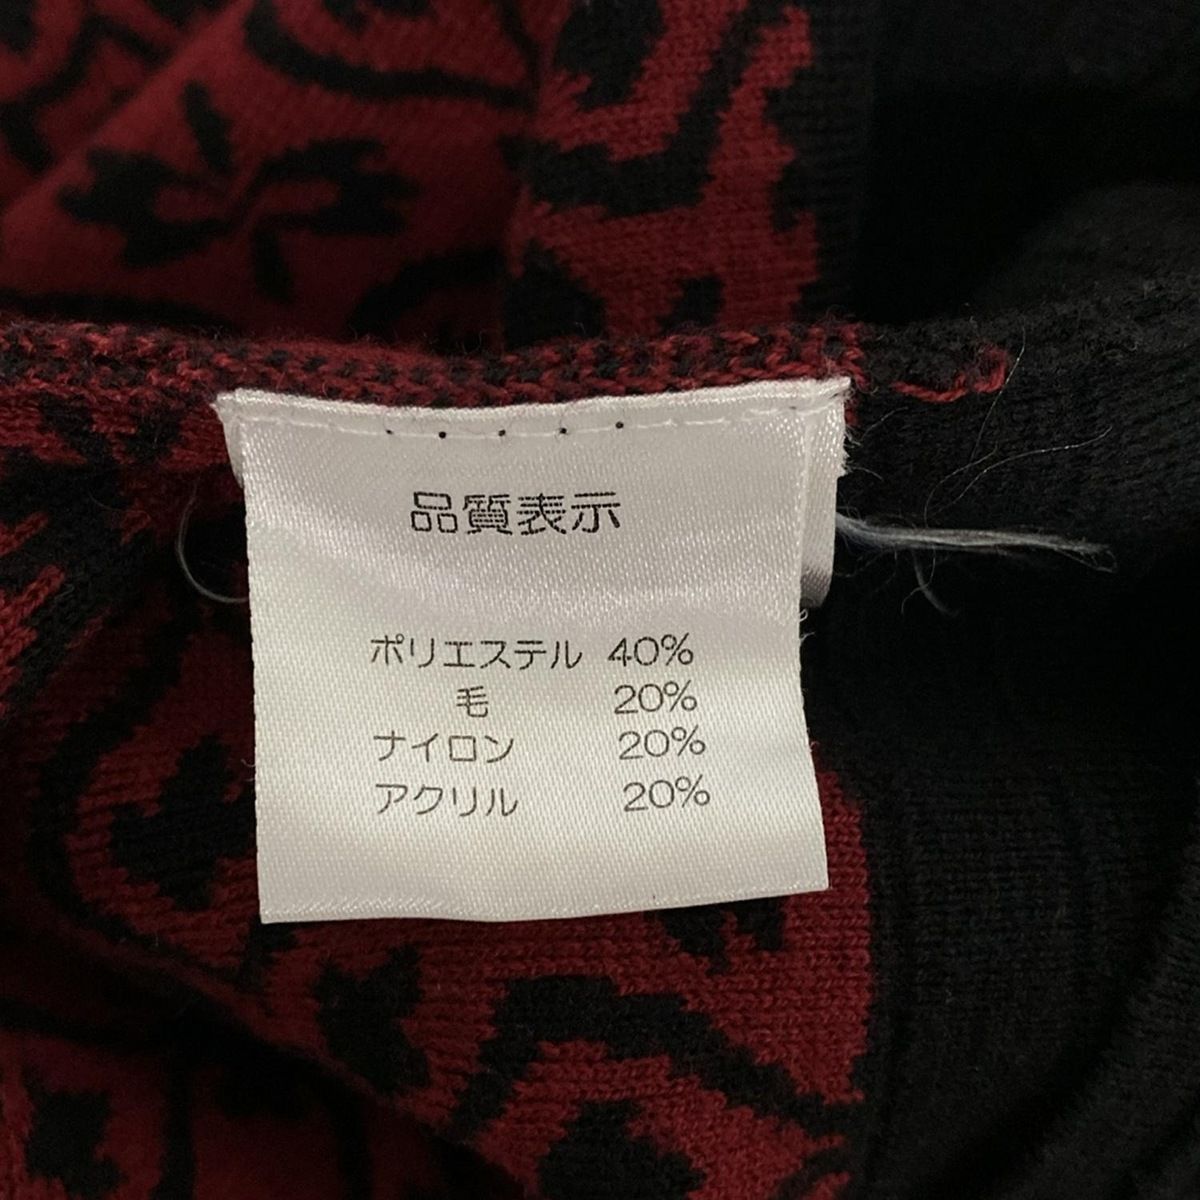 品質表示
ポリエステル 40%
毛 20%
ナイロン 20%
アクリル 20%